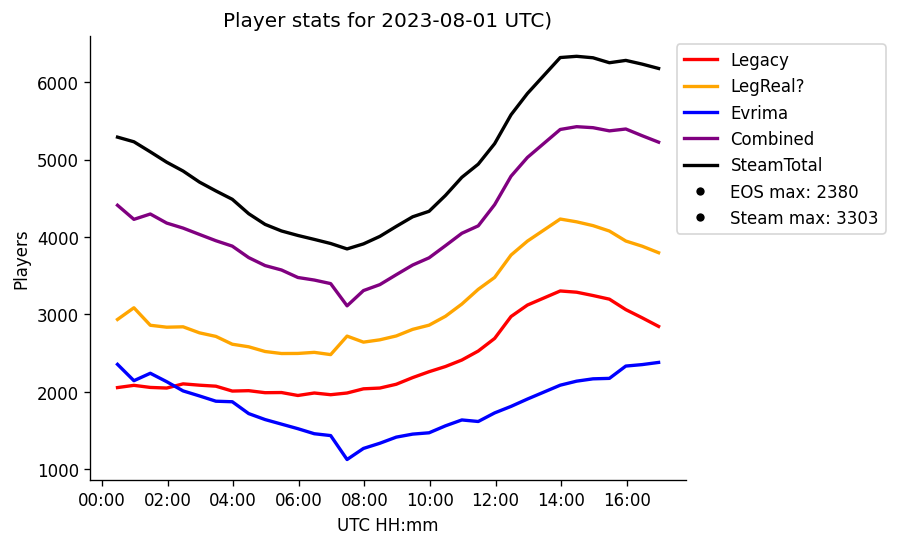 Player stats for 2023-08-01 UTC)
Legacy
LegReal?
Evrima
Combined
SteamTotal
EOS max: 2380
Steam max: 3303
Players
6000
5000
4000
3000
2000
1000
00:00 02:00 04:00 06:00 08:00 10:00 12:00 14:00 16:00
UTC HH:mm